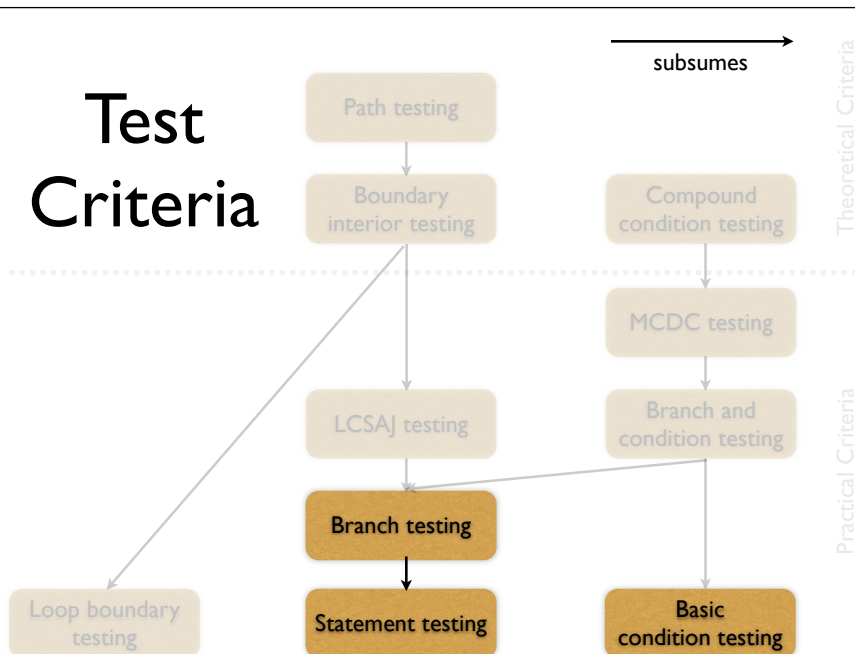 Test
Criteria
subsumes
Theoretical Criteria
Path testing
Boundary
interior testing
Compound
condition testing
MCDC testing
LCSAJ testing
Branch and
condition testing
Practical Criteria
Branch testing
Loop boundary
testing
Statement testing
Basic
condition testing